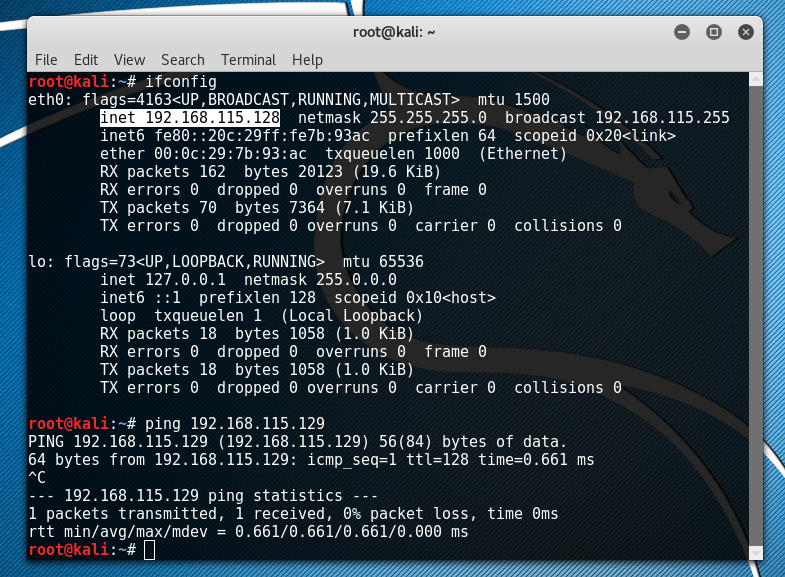 root@kali: ~
File Edit View Search Terminal Help
root@kali:~# ifconfig
eth0: flags=4163<UP,BROADCAST,RUNNING,MULTICAST>  mtu 1500
        inet 192.168.115.128  netmask 255.255.255.0  broadcast 192.168.115.255
        inet6 fe80::20c:29ff:fe7b:93ac  prefixlen 64  scopeid 0x20<link>
        ether 00:0c:29:7b:93:ac  txqueuelen 1000  (Ethernet)
        RX packets 162  bytes 20123 (19.6 KiB)
        RX errors 0  dropped 0  overruns 0  frame 0
        TX packets 70  bytes 7364 (7.1 KiB)
        TX errors 0  dropped 0 overruns 0  carrier 0  collisions 0

lo: flags=73<UP,LOOPBACK,RUNNING>  mtu 65536
        inet 127.0.0.1  netmask 255.0.0.0
        inet6 ::1  prefixlen 128  scopeid 0x10<host>
        loop  txqueuelen 1  (Local Loopback)
        RX packets 18  bytes 1058 (1.0 KiB)
        RX errors 0  dropped 0  overruns 0  frame 0
        TX packets 18  bytes 1058 (1.0 KiB)
        TX errors 0  dropped 0 overruns 0  carrier 0  collisions 0

root@kali:~# ping 192.168.115.129
PING 192.168.115.129 (192.168.115.129) 56(84) bytes of data.
64 bytes from 192.168.115.129: icmp_seq=1 ttl=128 time=0.661 ms
^C
--- 192.168.115.129 ping statistics ---
1 packets transmitted, 1 received, 0% packet loss, time 0ms
rtt min/avg/max/mdev = 0.661/0.661/0.661/0.000 ms
root@kali:~#